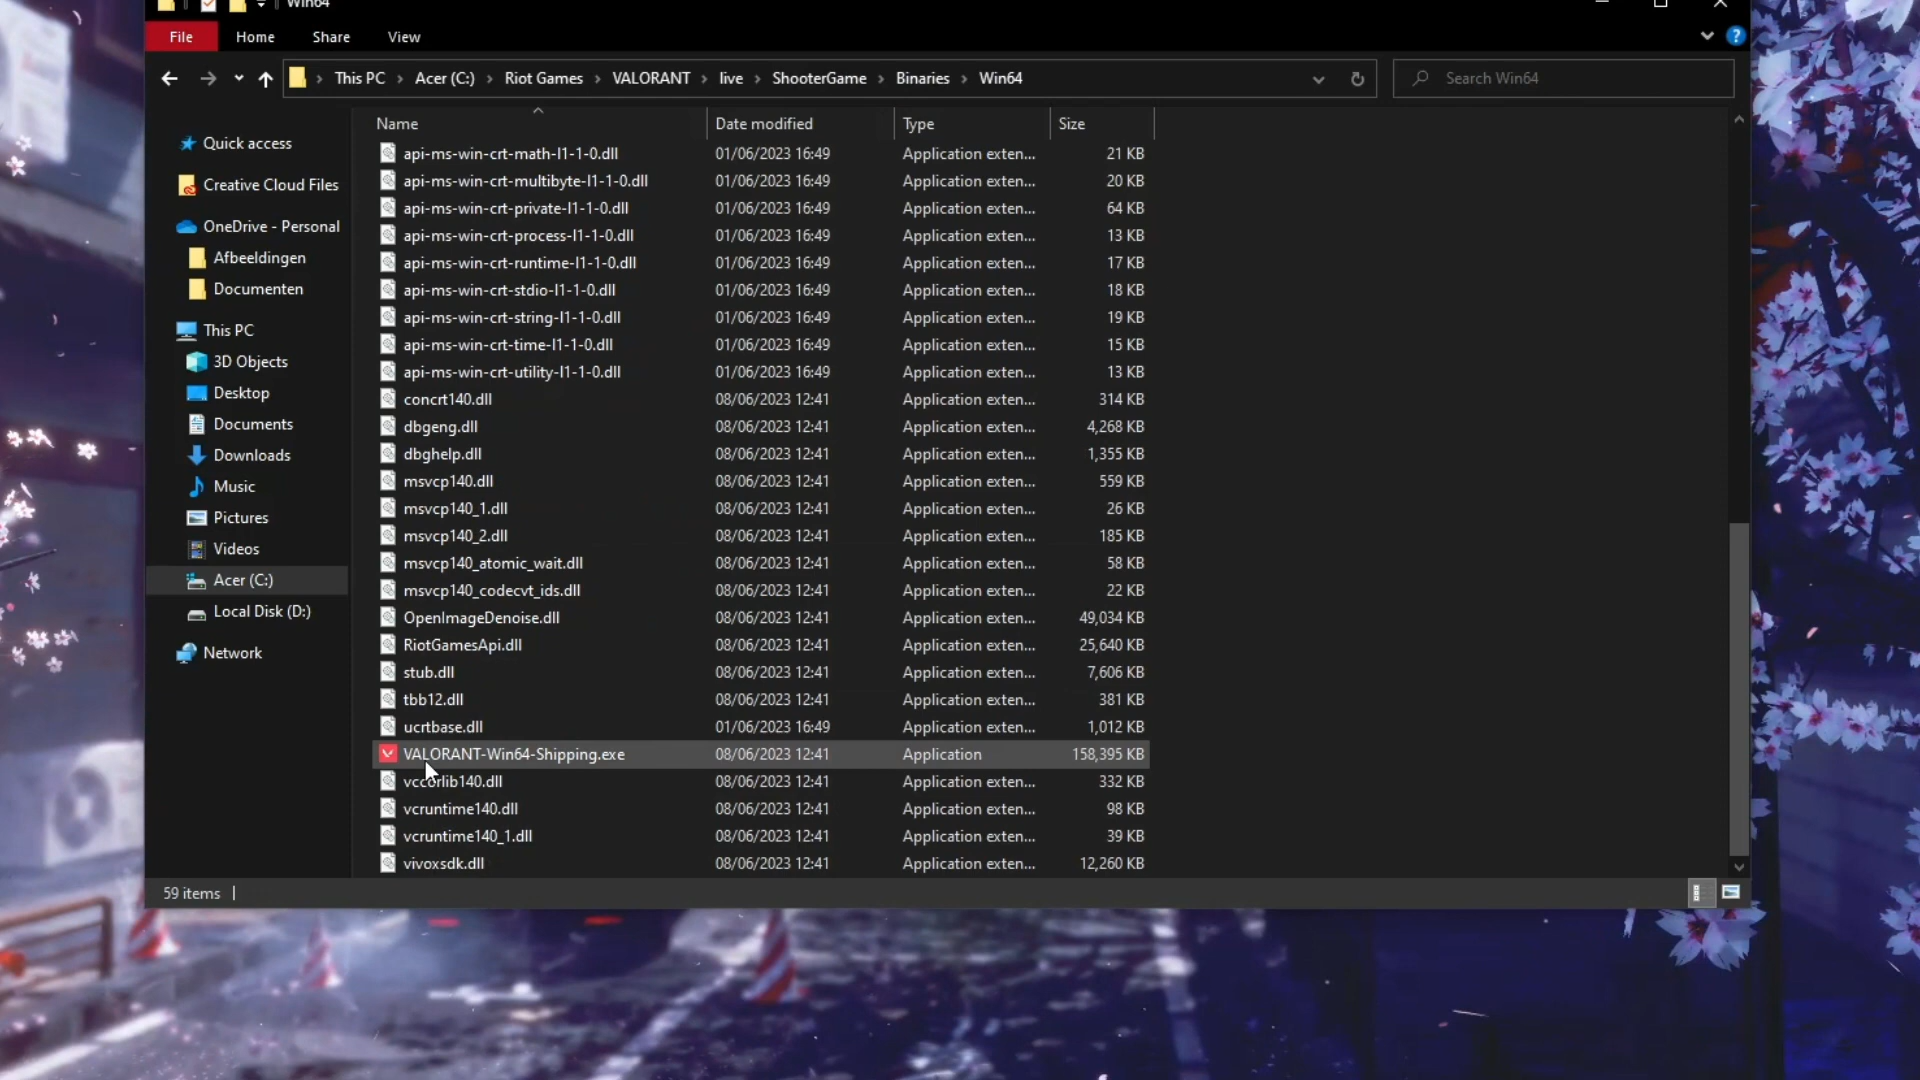 Win64
File Home Share View
This PC Acer (C:) Riot Games VALORANT live ShooterGame Binaries Win64 Search Win64
Name Date modified Type Size
Quick access
Creative Cloud Files
OneDrive - Personal
Afbeeldingen
Documenten
This PC
3D Objects
Desktop
Documents
Downloads
Music
Pictures
Videos
Acer (C:)
Local Disk (D:)
Network
api-ms-win-crt-math-l1-1-0.dll 01/06/2023 16:49 Application exten... 21 KB
api-ms-win-crt-multibyte-l1-1-0.dll 01/06/2023 16:49 Application exten... 20 KB
api-ms-win-crt-private-l1-1-0.dll 01/06/2023 16:49 Application exten... 64 KB
api-ms-win-crt-process-l1-1-0.dll 01/06/2023 16:49 Application exten... 13 KB
api-ms-win-crt-runtime-l1-1-0.dll 01/06/2023 16:49 Application exten... 17 KB
api-ms-win-crt-stdio-l1-1-0.dll 01/06/2023 16:49 Application exten... 18 KB
api-ms-win-crt-string-l1-1-0.dll 01/06/2023 16:49 Application exten... 19 KB
api-ms-win-crt-time-l1-1-0.dll 01/06/2023 16:49 Application exten... 15 KB
api-ms-win-crt-utility-l1-1-0.dll 01/06/2023 16:49 Application exten... 13 KB
concrt140.dll 08/06/2023 12:41 Application exten... 314 KB
dbgeng.dll 08/06/2023 12:41 Application exten... 4,268 KB
dbghelp.dll 08/06/2023 12:41 Application exten... 1,355 KB
msvcp140.dll 08/06/2023 12:41 Application exten... 559 KB
msvcp140_1.dll 08/06/2023 12:41 Application exten... 26 KB
msvcp140_2.dll 08/06/2023 12:41 Application exten... 185 KB
msvcp140_atomic_wait.dll 08/06/2023 12:41 Application exten... 58 KB
msvcp140_codecvt_ids.dll 08/06/2023 12:41 Application exten... 22 KB
OpenImageDenoise.dll 08/06/2023 12:41 Application exten... 49,034 KB
RiotGamesApi.dll 08/06/2023 12:41 Application exten... 25,640 KB
stub.dll 08/06/2023 12:41 Application exten... 7,606 KB
tbb12.dll 08/06/2023 12:41 Application exten... 381 KB
ucrtbase.dll 01/06/2023 16:49 Application exten... 1,012 KB
VALORANT-Win64-Shipping.exe 08/06/2023 12:41 Application 158,395 KB
vccorlib140.dll 08/06/2023 12:41 Application exten... 332 KB
vcruntime140.dll 08/06/2023 12:41 Application exten... 98 KB
vcruntime140_1.dll 08/06/2023 12:41 Application exten... 39 KB
vivoxsdk.dll 08/06/2023 12:41 Application exten... 12,260 KB
59 items